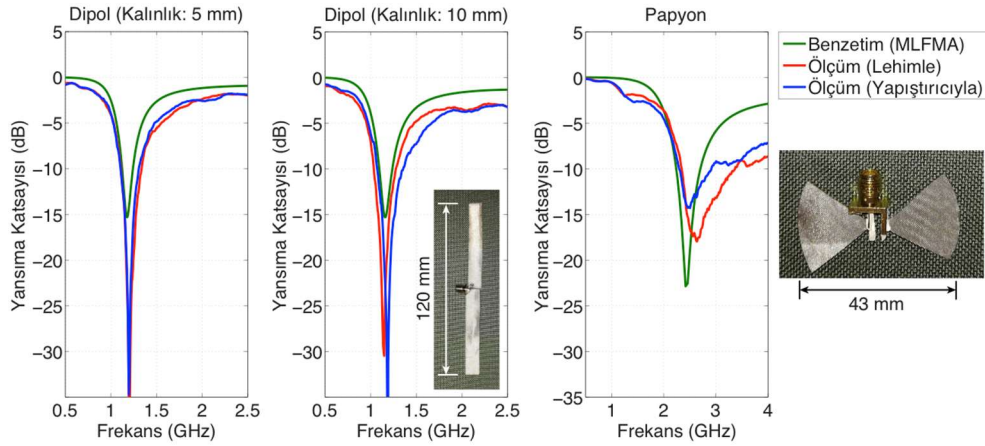 Dipol (Kalınlık: 5 mm)
5
0
−5
−10
−15
−20
−25
−30
0.5
1
1.5
2
2.5
Yansıma Katsayısı (dB)
Frekans (GHz)
Dipol (Kalınlık: 10 mm)
5
0
−5
−10
−15
−20
−25
−30
0.5
1
1.5
2
2.5
Yansıma Katsayısı (dB)
Frekans (GHz)
120 mm
Papyon
5
0
−5
−10
−15
−20
−25
−30
−35
1
2
3
4
Yansıma Katsayısı (dB)
Frekans (GHz)
Benzetim (MLFMA)
Ölçüm (Lehimle)
Ölçüm (Yapıştırıcıyla)
43 mm